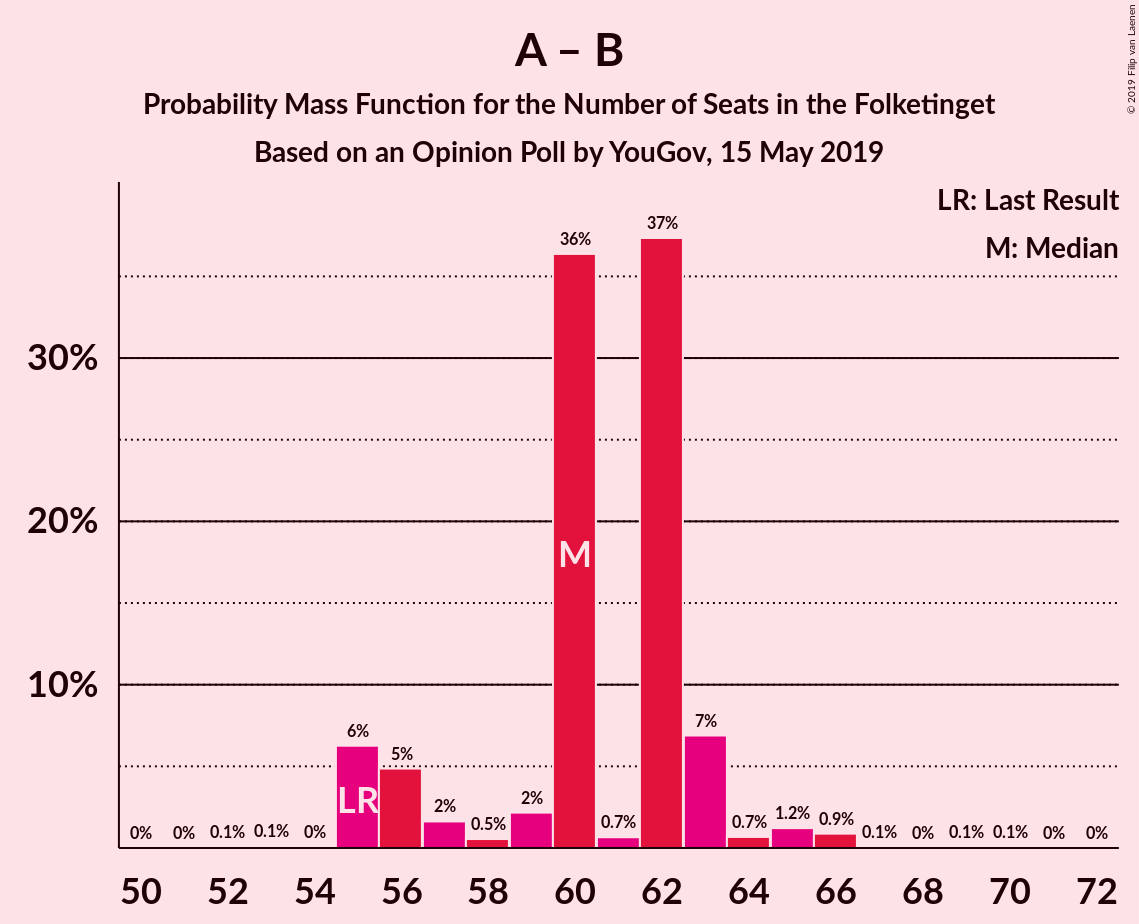 A – B
Probability Mass Function for the Number of Seats in the Folketinget
Based on an Opinion Poll by YouGov, 15 May 2019
© 2019 Filip van Laenen
LR: Last Result
M: Median
30%
20%
10%
0%
0%
0.1%
0.1%
0%
6%
5%
2%
0.5%
2%
36%
0.7%
37%
7%
0.7%
1.2%
0.9%
0.1%
0%
0.1%
0.1%
0%
0%
LR
M
50 52 54 56 58 60 62 64 66 68 70 72